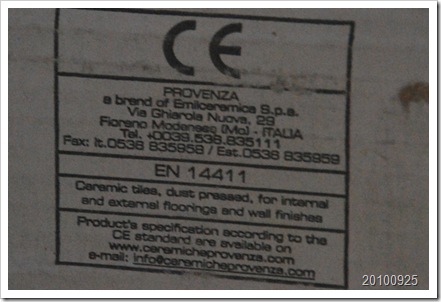 CE
PROVENZA
a brand of Emilceramica S.p.a.
Via Ghiarola Nuova, 29
Fiorano Modenese (Mo) - ITALIA
Tel. +0039.536.835111
Fax: It.0536 835958 / Est.0536 835959
EN 14411
Ceramic tiles, dust pressed, for internal
and external floorings and wall finishes
Product's specification according to the
CE standard are available on
www.ceramicheprovenza.com
e-mail: info@ceramicheprovenza.com
20100925